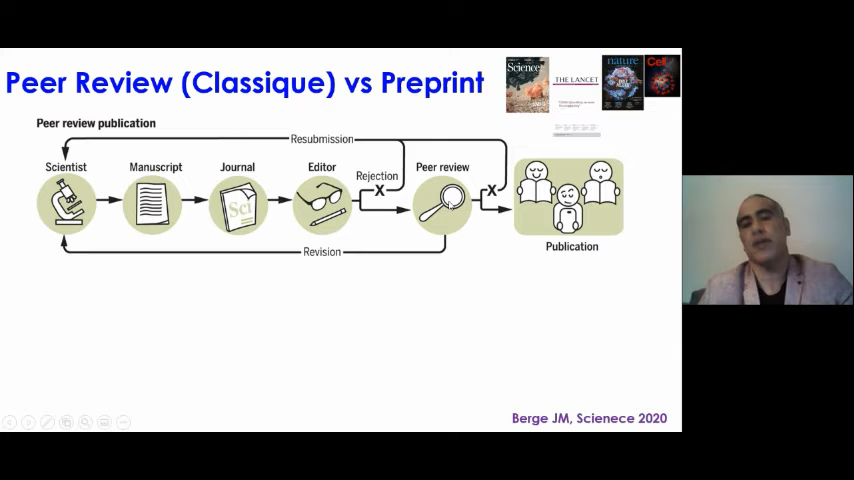 Peer Review (Classique) vs Preprint
Science
THE LANCET
nature
Cell
Peer review publication
Resubmission
Scientist
Manuscript
Journal
Editor
Rejection
Peer review
X
X
Sci
Revision
Publication
Berge JM, Scienece 2020